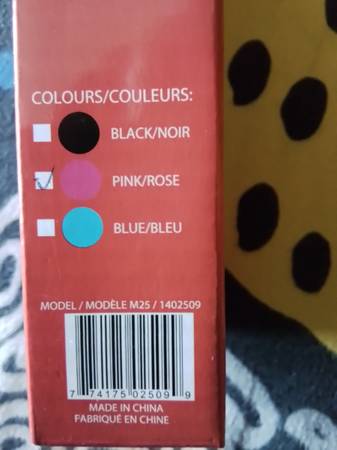 COLOURS/COULEURS:
BLACK/NOIR
PINK/ROSE
BLUE/BLEU
MODEL / MODÈLE M25 / 1402509
7 74175 02509 9
MADE IN CHINA
FABRIQUÉ EN CHINE